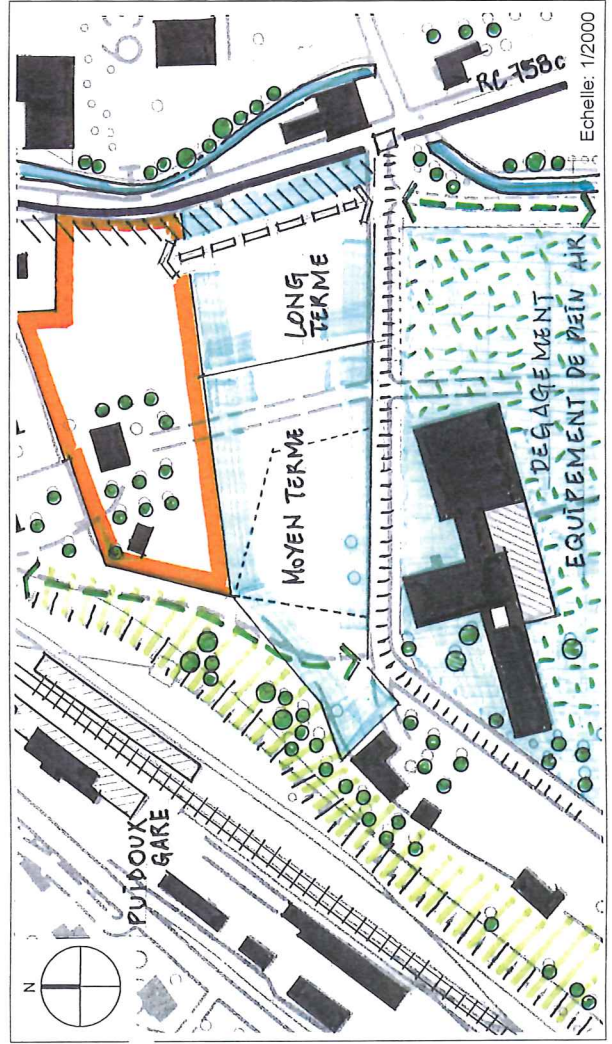 N
PUIDOUX
GARE
MOYEN TERME
LONG
TERME
RC 758c
DEGAGEMENT
EQUIPEMENT DE PLEIN AIR
Echelle: 1/2000